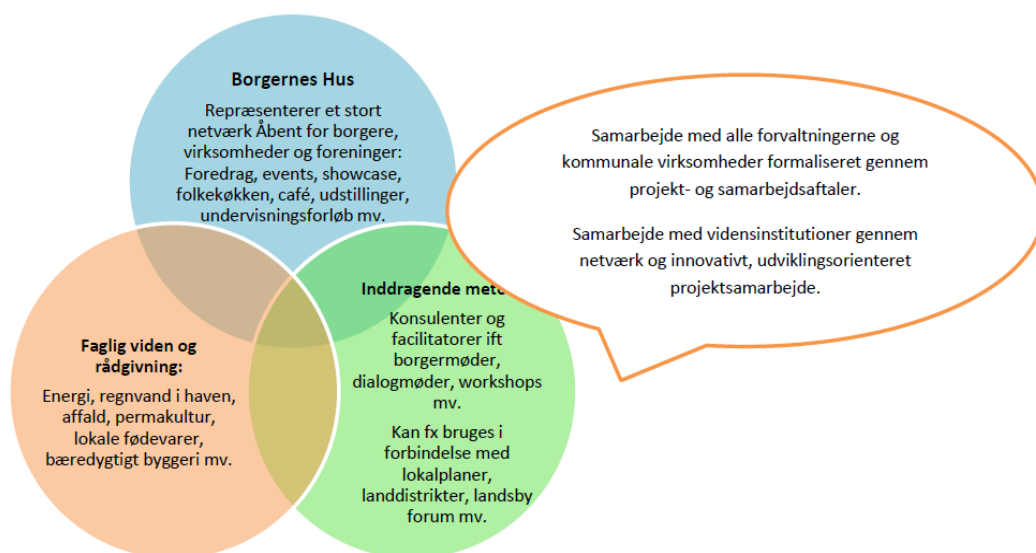 Borgernes Hus
Repræsenterer et stort
netværk Åbent for borgere,
virksomheder og foreninger:
Foredrag, events, showcase,
folkekøkken, café, udstillinger,
undervisningsforløb mv.
Samarbejde med alle forvaltningerne og
kommunale virksomheder formaliseret gennem
projekt- og samarbejdsaftaler.
Samarbejde med vidensinstitutioner gennem
netværk og innovativt, udviklingsorienteret
projektsamarbejde.
Faglig viden og
rådgivning:
Energi, regnvand i haven,
affald, permakultur,
lokale fødevarer,
bæredygtigt byggeri mv.
Inddragende
Konsulenter og
facilitatorer ift
borgermøder,
dialogmøder, workshops
mv.
Kan fx bruges i
forbindelse med
lokalplaner,
landdistrikter, landsby
forum mv.